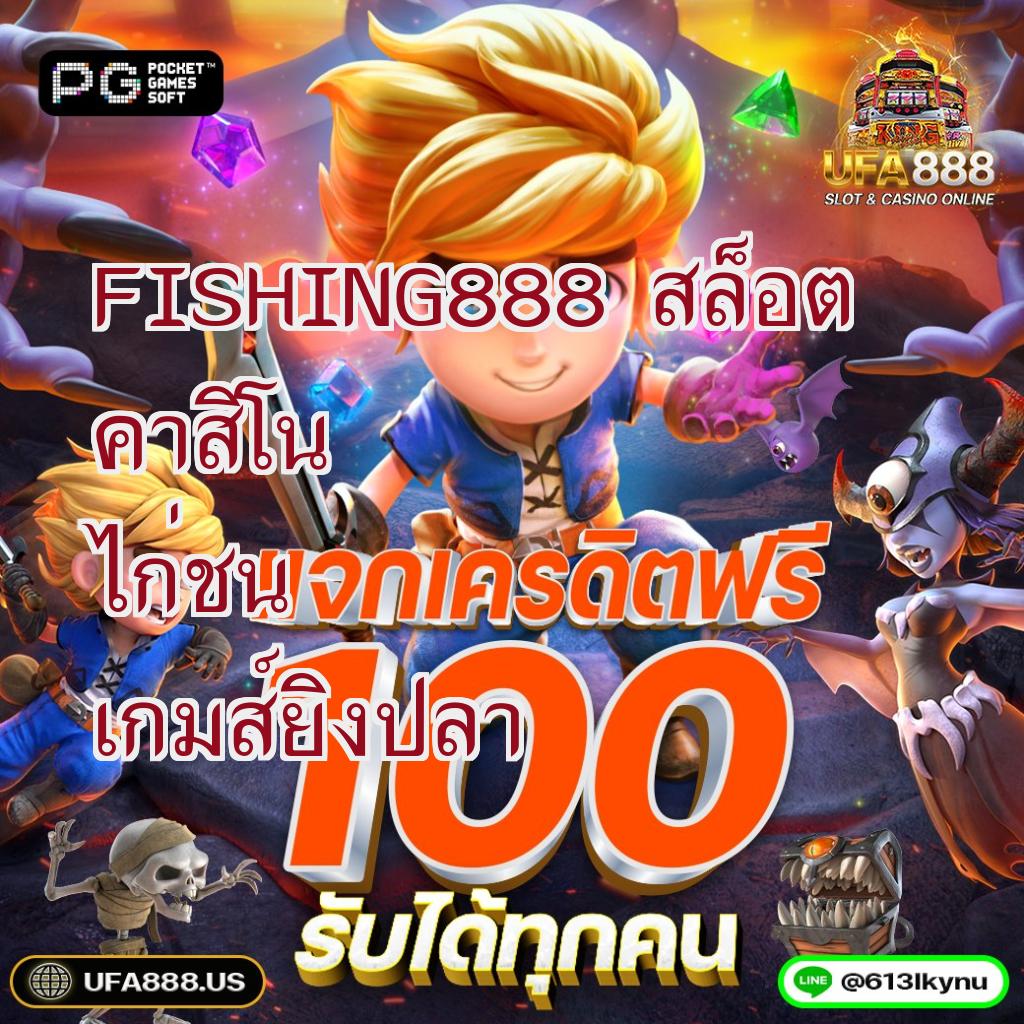 PG POCKET GAMES SOFT™
UFA888
SLOT & CASINO ONLINE
FISHING888 สล็อต
คาสิโน
ไก่ชน
แจกเครดิตฟรี
เกมส์ยิงปลา
100
รับได้ทุกคน
UFA888.US
LINE @613lkynu